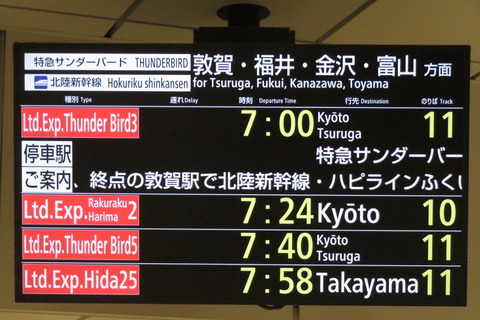 特急サンダーバード THUNDERBIRD
北陸新幹線 Hokuriku shinkansen
敦賀・福井・金沢・富山 方面
for Tsuruga, Fukui, Kanazawa, Toyama
種別 Type 遅れ Delay 時刻 Departure Time 行先 Destination のりば Track
Ltd.Exp.Thunder Bird3 7:00 Kyōto Tsuruga 11
停車駅 特急サンダーバー
ご案内 、終点の敦賀駅で北陸新幹線・ハピラインふくい
Ltd.Exp.Rakuraku・Harima 2 7:24 Kyōto 10
Ltd.Exp.Thunder Bird5 7:40 Kyōto Tsuruga 11
Ltd.Exp.Hida25 7:58 Takayama 11